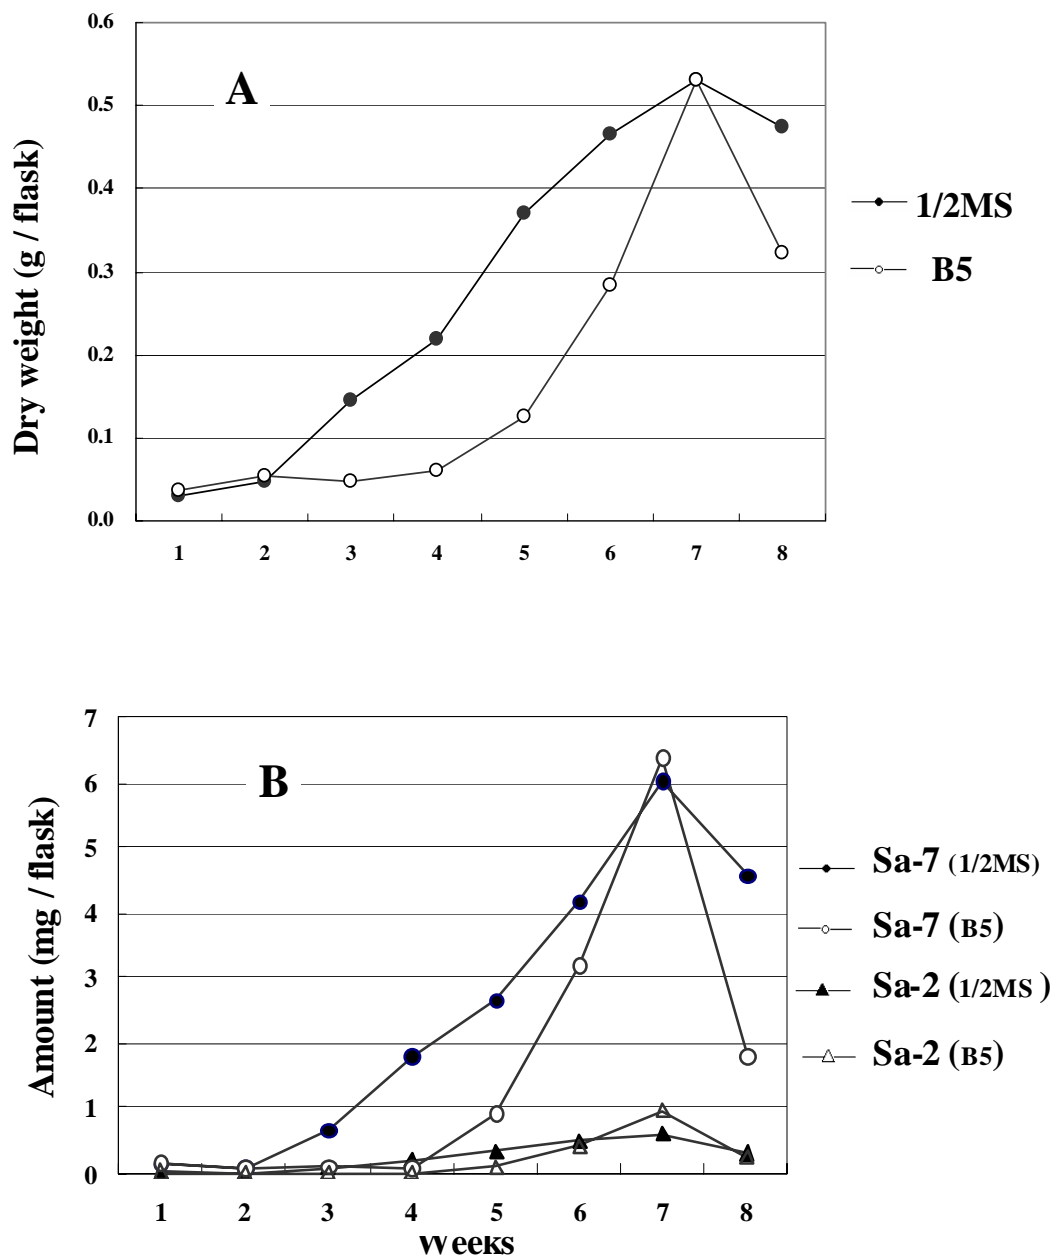 0.6
A
0.5
0.4
0.3
0.2
0.1
0.0
Dry weight (g / flask)
1 2 3 4 5 6 7 8
1/2MS
B5
7
B
6
5
4
3
2
1
0
Amount (mg / flask)
1 2 3 4 5 6 7 8
Weeks
Sa-7 (1/2MS)
Sa-7 (B5)
Sa-2 (1/2MS )
Sa-2 (B5)